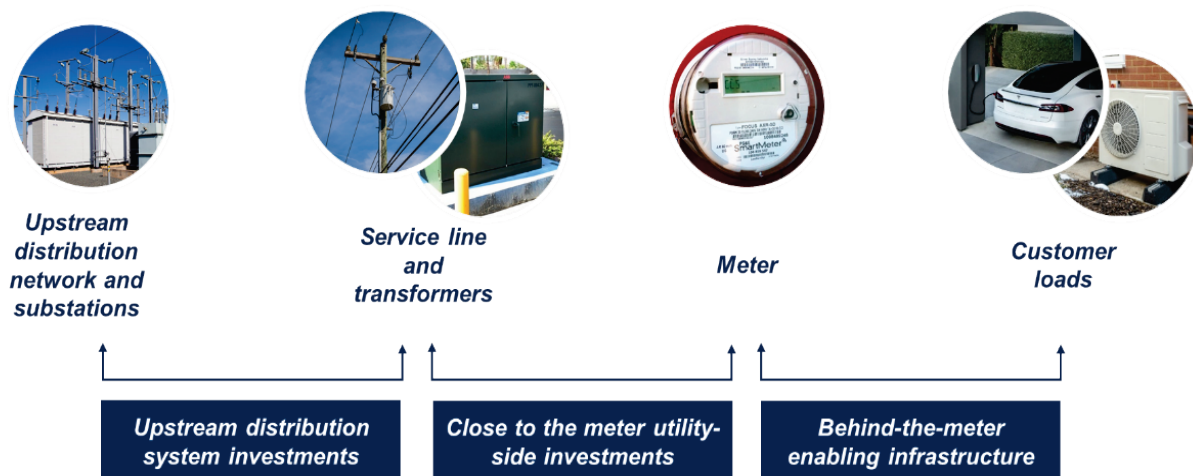 Upstream
distribution
network and
substations
Service line
and
transformers
SmartMeter
Meter
Customer
loads
Upstream distribution
system investments
Close to the meter utility-
side investments
Behind-the-meter
enabling infrastructure